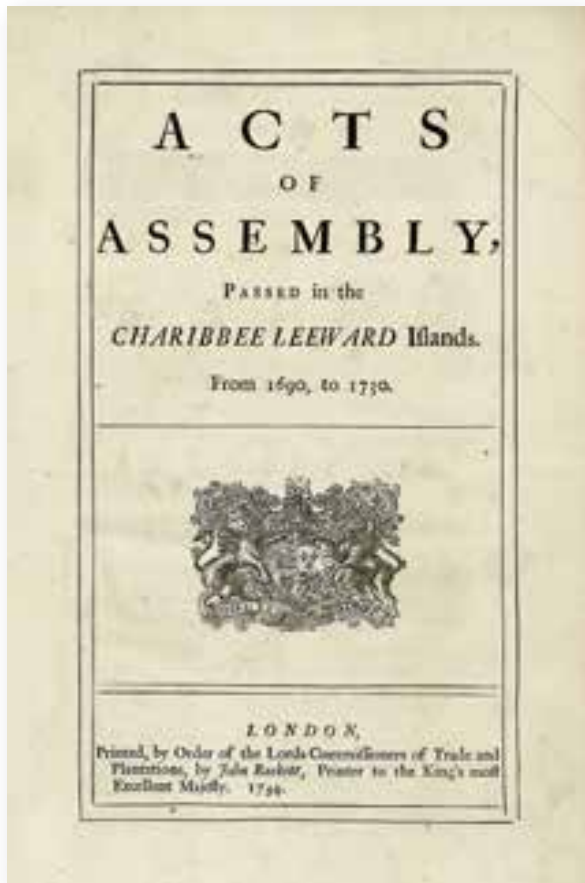 ACTS
OF
ASSEMBLY,
PASSED in the
CHARIBBEE LEEWARD Iſlands.
From 1690, to 1730.
LONDON,
Printed, by Order of the Lords Commiſſioners of Trade and
Plantations, by John Baskett, Printer to the King's moſt
Excellent Majeſty. 1734.